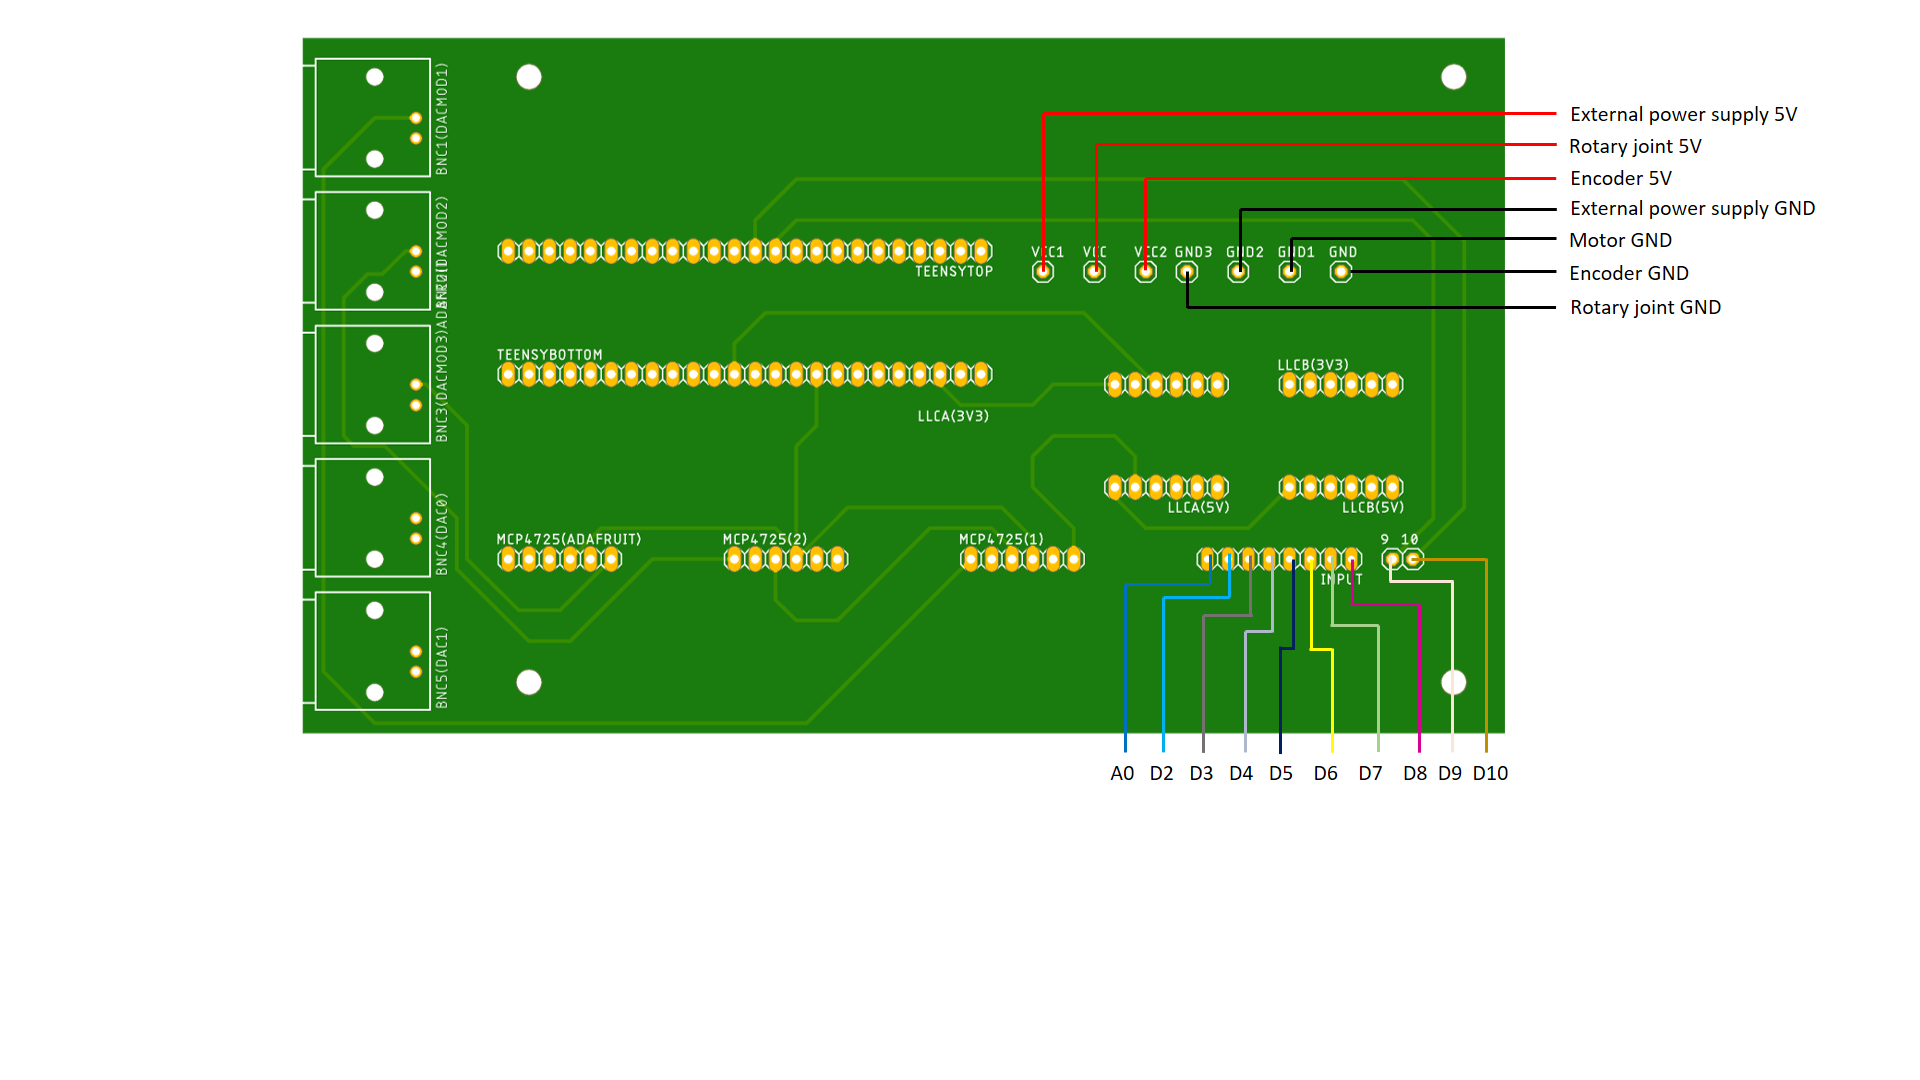 BNC1(DACMOD1)
External power supply 5V
Rotary joint 5V
Encoder 5V
External power supply GND
Motor GND
Encoder GND
Rotary joint GND
VCC1 VCC VCC2 GND3 GND2 GND1 GND
TEENSYTOP
TEENSYBOTTOM
LLCB(3V3)
LLCA(3V3)
BNC3(DACMOD3)
LLCA(5V)
LLCB(5V)
BNC4(DAC0)
MCP4725(ADAFRUIT)
MCP4725(2)
MCP4725(1)
9 10
INPUT
BNC5(DAC1)
A0 D2 D3 D4 D5 D6 D7 D8 D9 D10